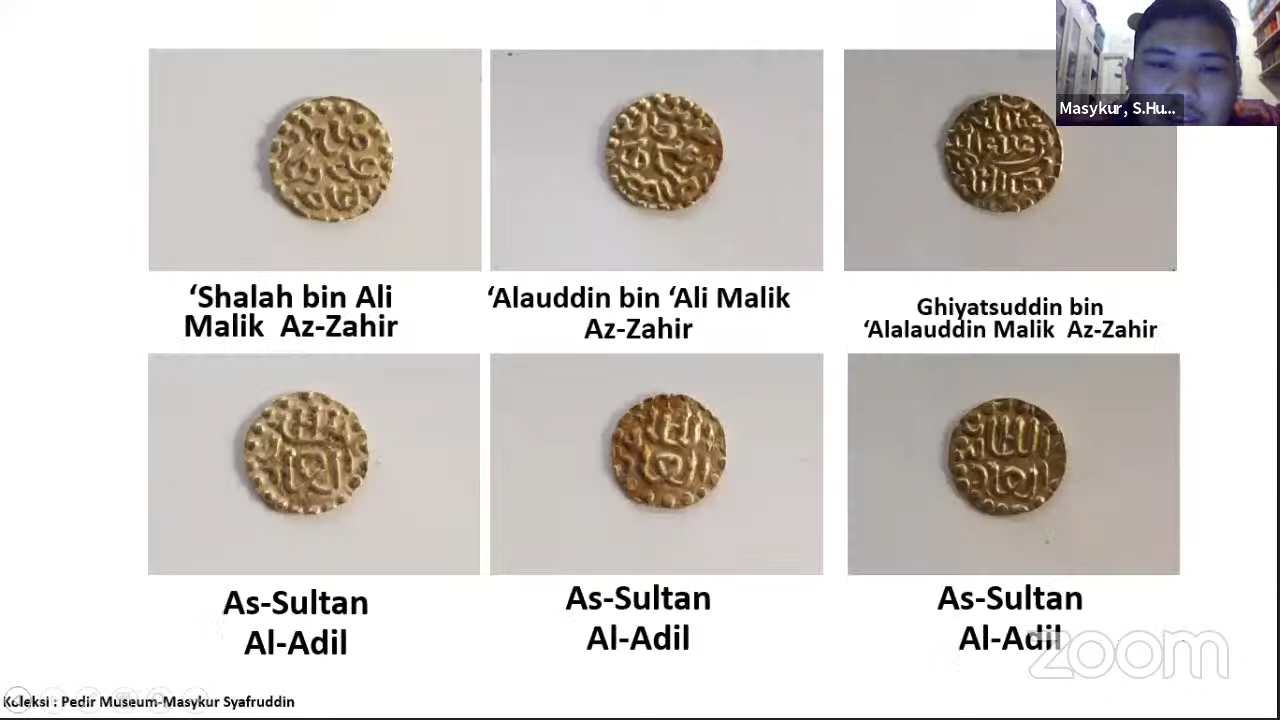 Masykur, S.Hu...
‘Shalah bin Ali
Malik Az-Zahir
‘Alauddin bin ‘Ali Malik
Az-Zahir
Ghiyatsuddin bin
‘Alalauddin Malik Az-Zahir
As-Sultan
Al-Adil
As-Sultan
Al-Adil
As-Sultan
Al-Adil
zoom
Koleksi : Pedir Museum-Masykur Syafruddin